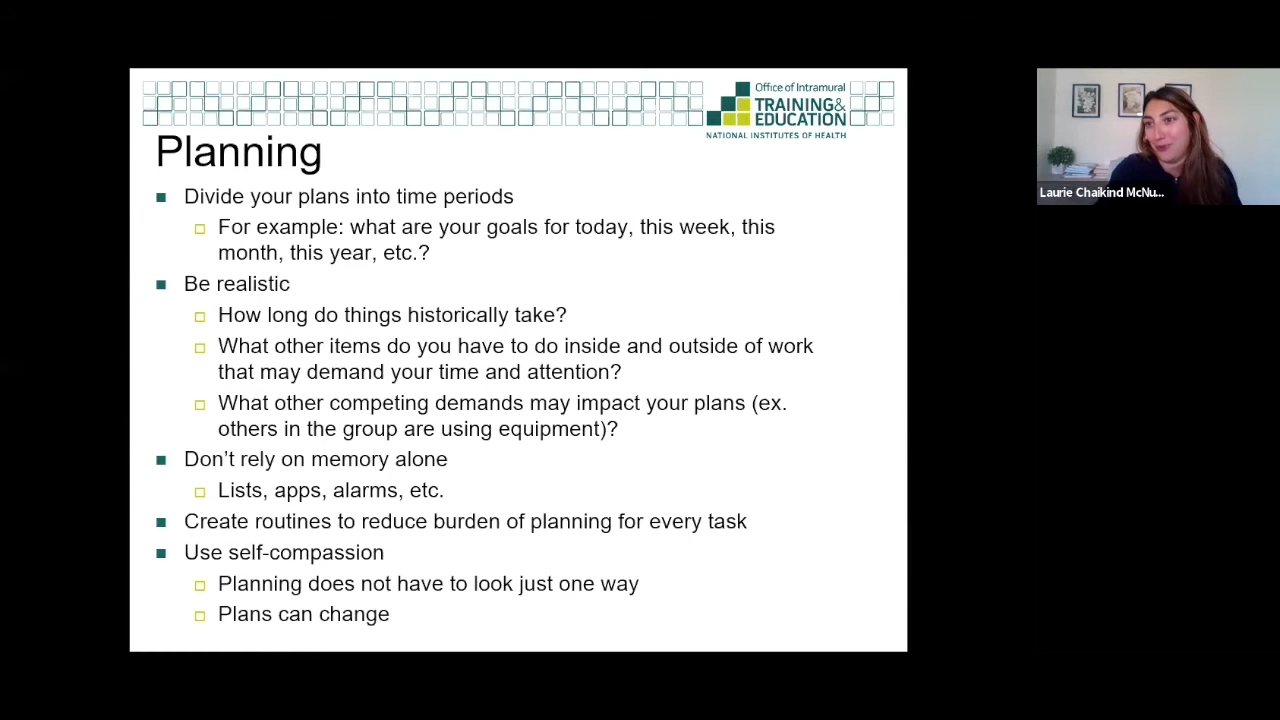 Office of Intramural
TRAINING&
EDUCATION
NATIONAL INSTITUTES OF HEALTH
Planning
Divide your plans into time periods
For example: what are your goals for today, this week, this
month, this year, etc.?
Be realistic
How long do things historically take?
What other items do you have to do inside and outside of work
that may demand your time and attention?
What other competing demands may impact your plans (ex.
others in the group are using equipment)?
Don't rely on memory alone
Lists, apps, alarms, etc.
Create routines to reduce burden of planning for every task
Use self-compassion
Planning does not have to look just one way
Plans can change
Laurie Chaikind McNu...